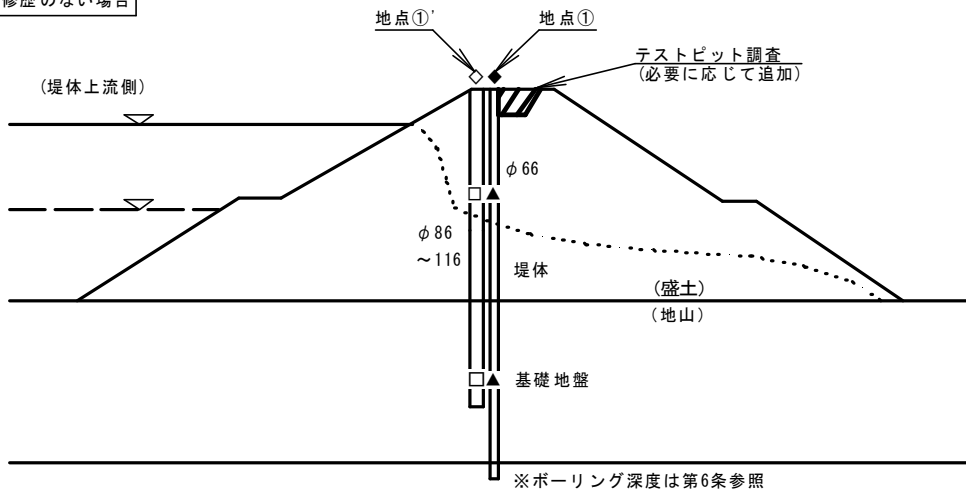 修歴のない場合
地点①'
地点①
テストピット調査
(必要に応じて追加)
(堤体上流側)
φ66
φ86
～116
堤体
(盛土)
(地山)
基礎地盤
※ボーリング深度は第6条参照